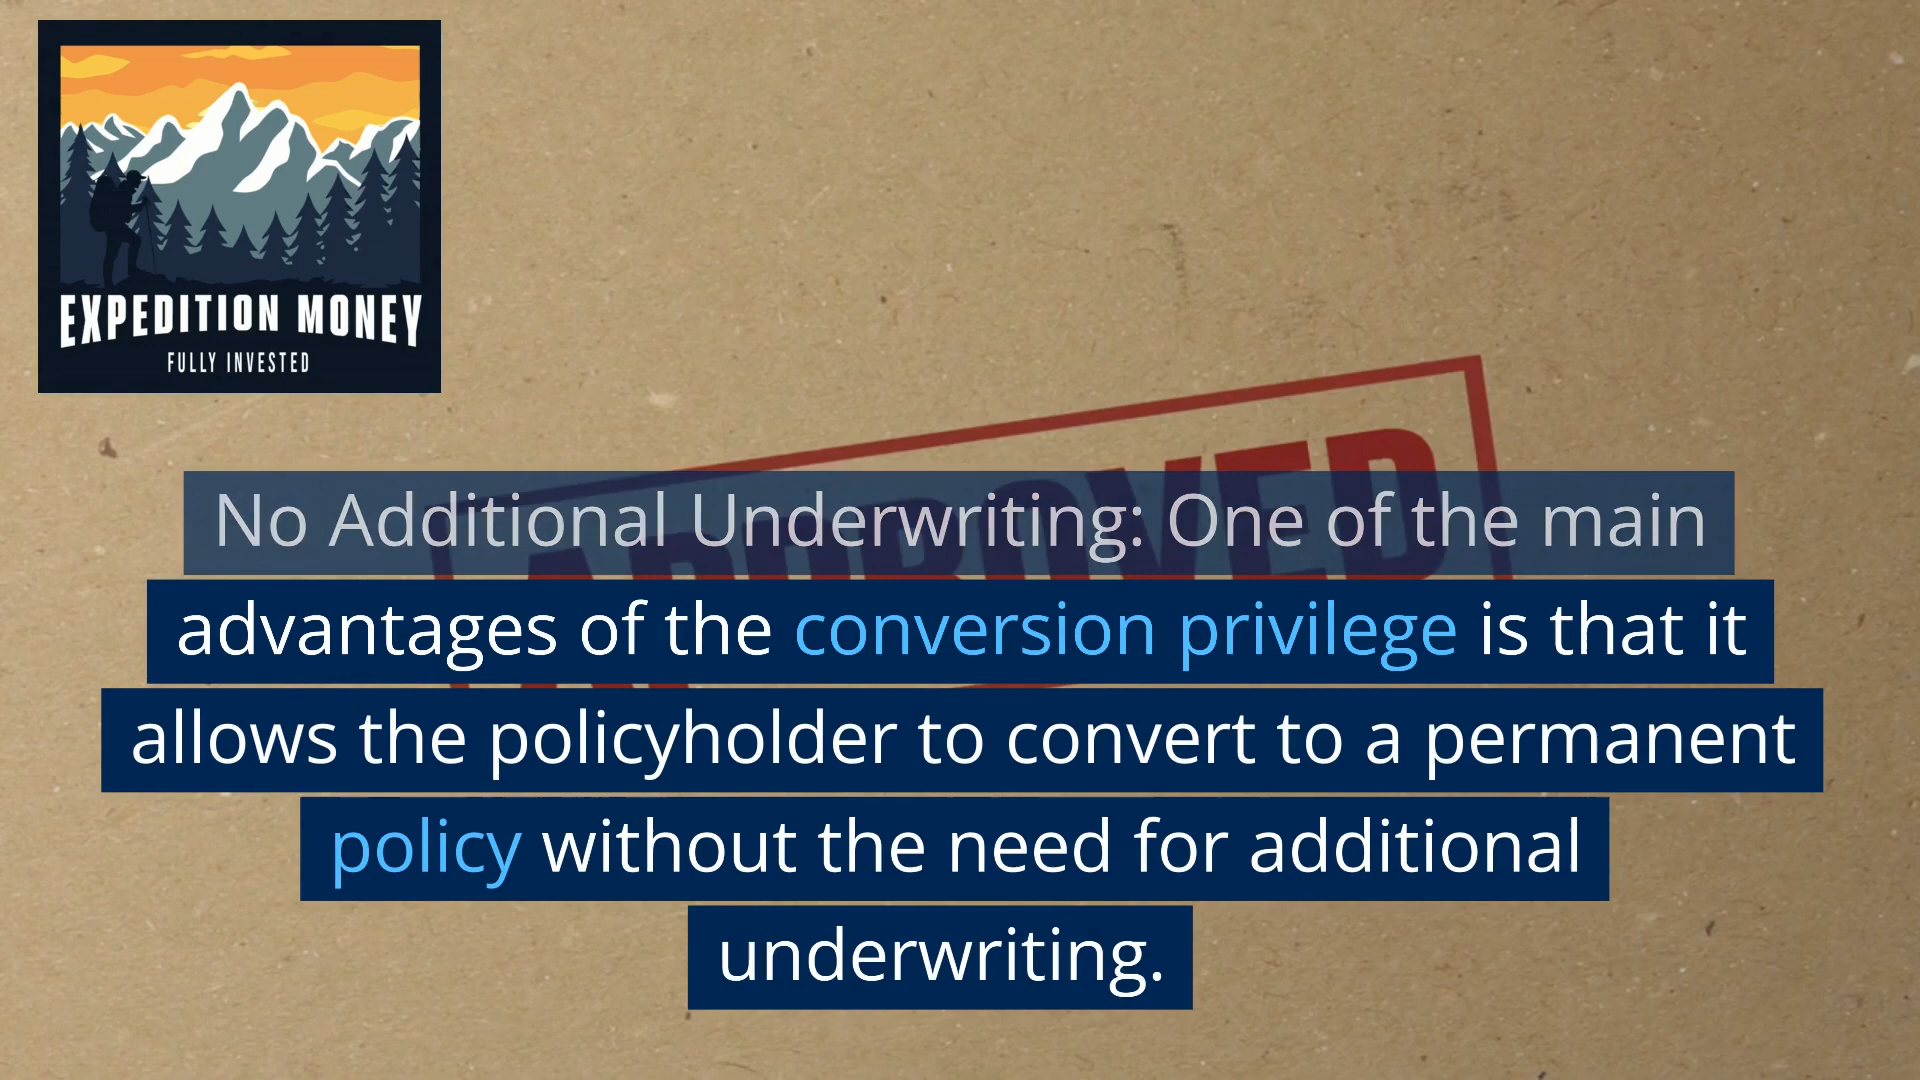 EXPEDITION MONEY
FULLY INVESTED
APPROVED
No Additional Underwriting: One of the main
advantages of the conversion privilege is that it
allows the policyholder to convert to a permanent
policy without the need for additional
underwriting.